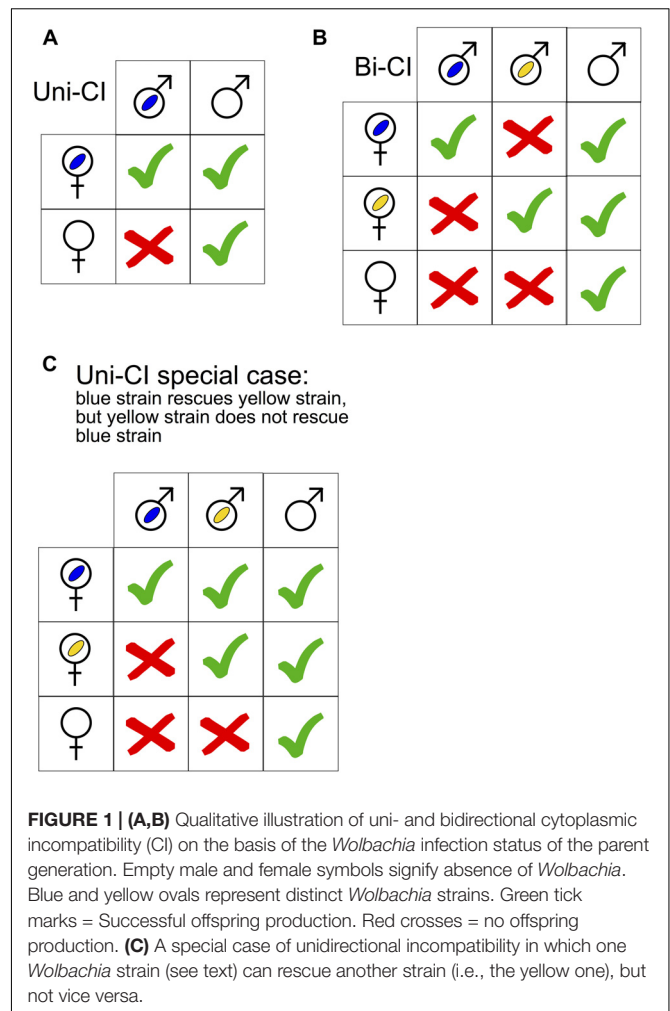 A
Uni-CI
B
Bi-CI
C
Uni-CI special case:
blue strain rescues yellow strain,
but yellow strain does not rescue
blue strain
FIGURE 1 | (A,B) Qualitative illustration of uni- and bidirectional cytoplasmic
incompatibility (CI) on the basis of the Wolbachia infection status of the parent
generation. Empty male and female symbols signify absence of Wolbachia.
Blue and yellow ovals represent distinct Wolbachia strains. Green tick
marks = Successful offspring production. Red crosses = no offspring
production. (C) A special case of unidirectional incompatibility in which one
Wolbachia strain (see text) can rescue another strain (i.e., the yellow one), but
not vice versa.